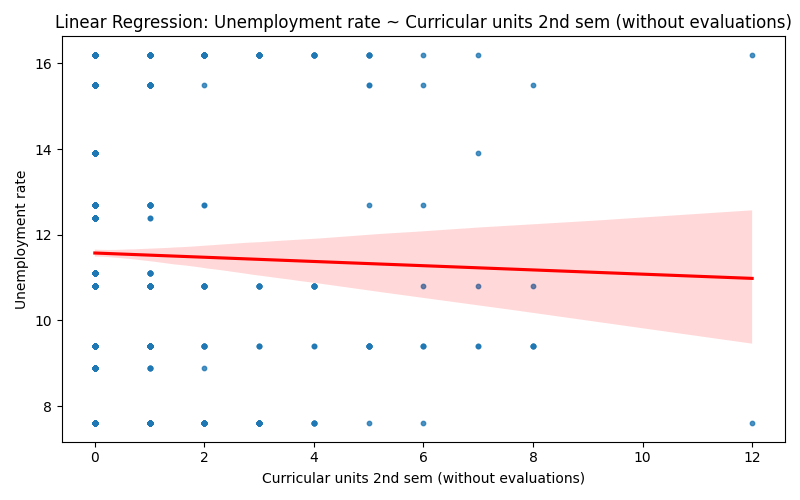 Linear Regression: Unemployment rate ~ Curricular units 2nd sem (without evaluations)
Unemployment rate
16
14
12
10
8
0 2 4 6 8 10 12
Curricular units 2nd sem (without evaluations)